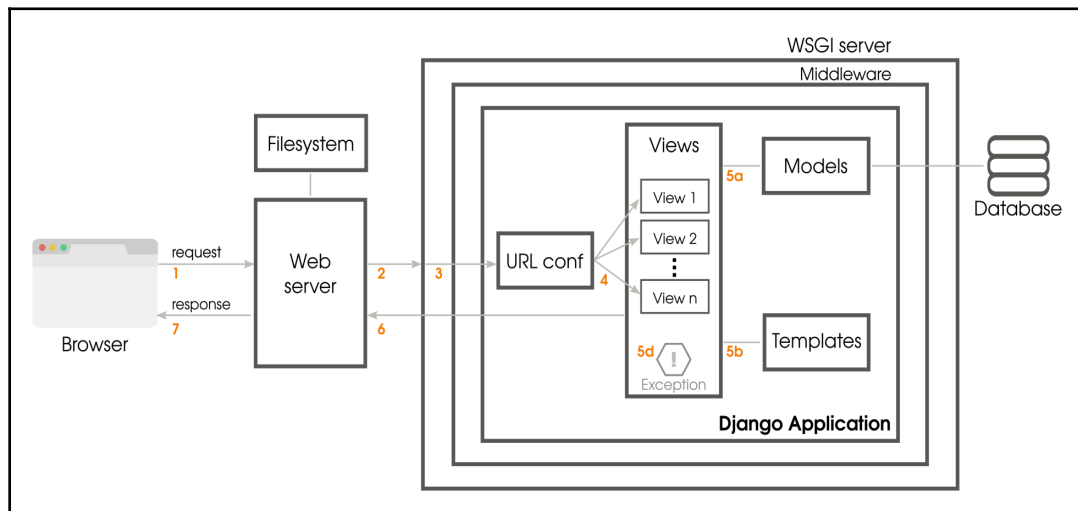 WSGI server
Middleware
Filesystem
Views
5a
Models
View 1
Database
request
1
Web
server
2
3
URL conf
4
View 2
View n
response
7
6
Browser
5d
!
Exception
5b
Templates
Django Application